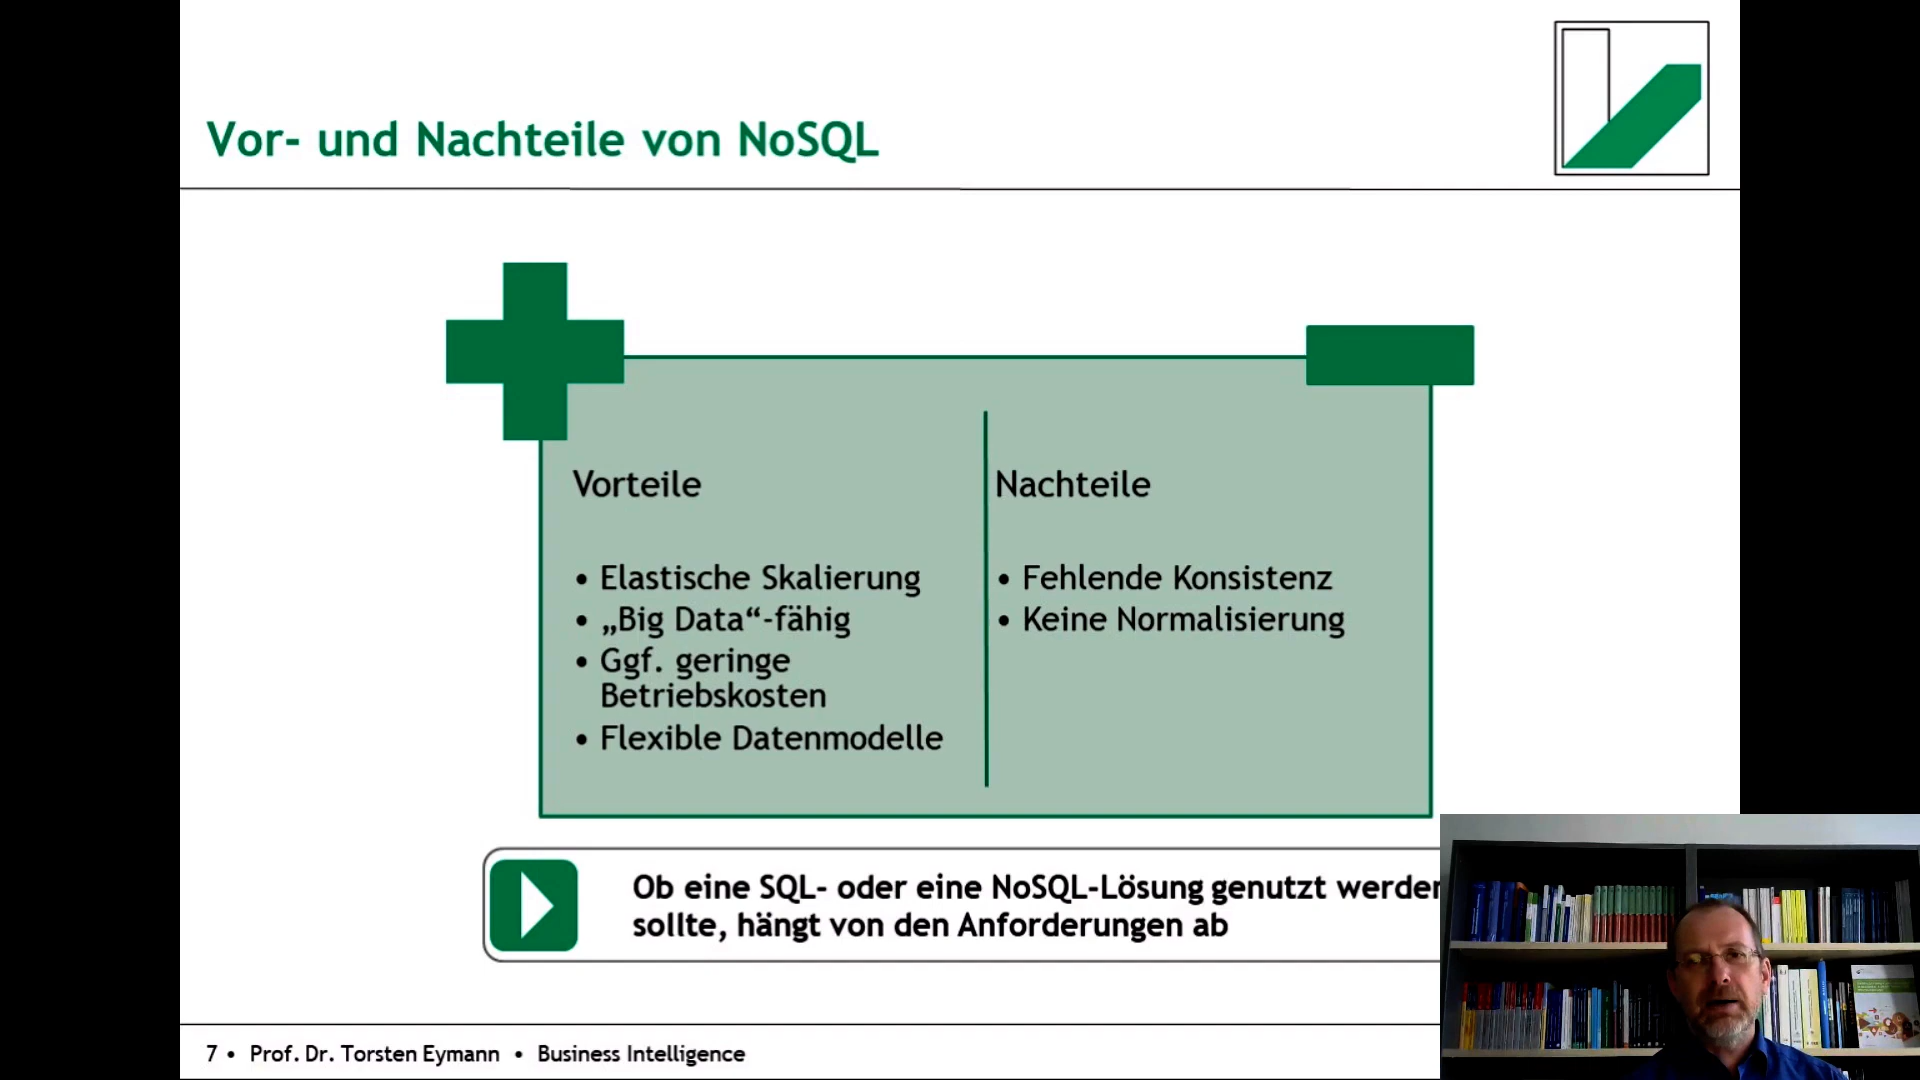 Vor- und Nachteile von NoSQL
Vorteile
• Elastische Skalierung
• „Big Data“-fähig
• Ggf. geringe
Betriebskosten
• Flexible Datenmodelle
Nachteile
• Fehlende Konsistenz
• Keine Normalisierung
Ob eine SQL- oder eine NoSQL-Lösung genutzt werden
sollte, hängt von den Anforderungen ab
7 • Prof. Dr. Torsten Eymann • Business Intelligence